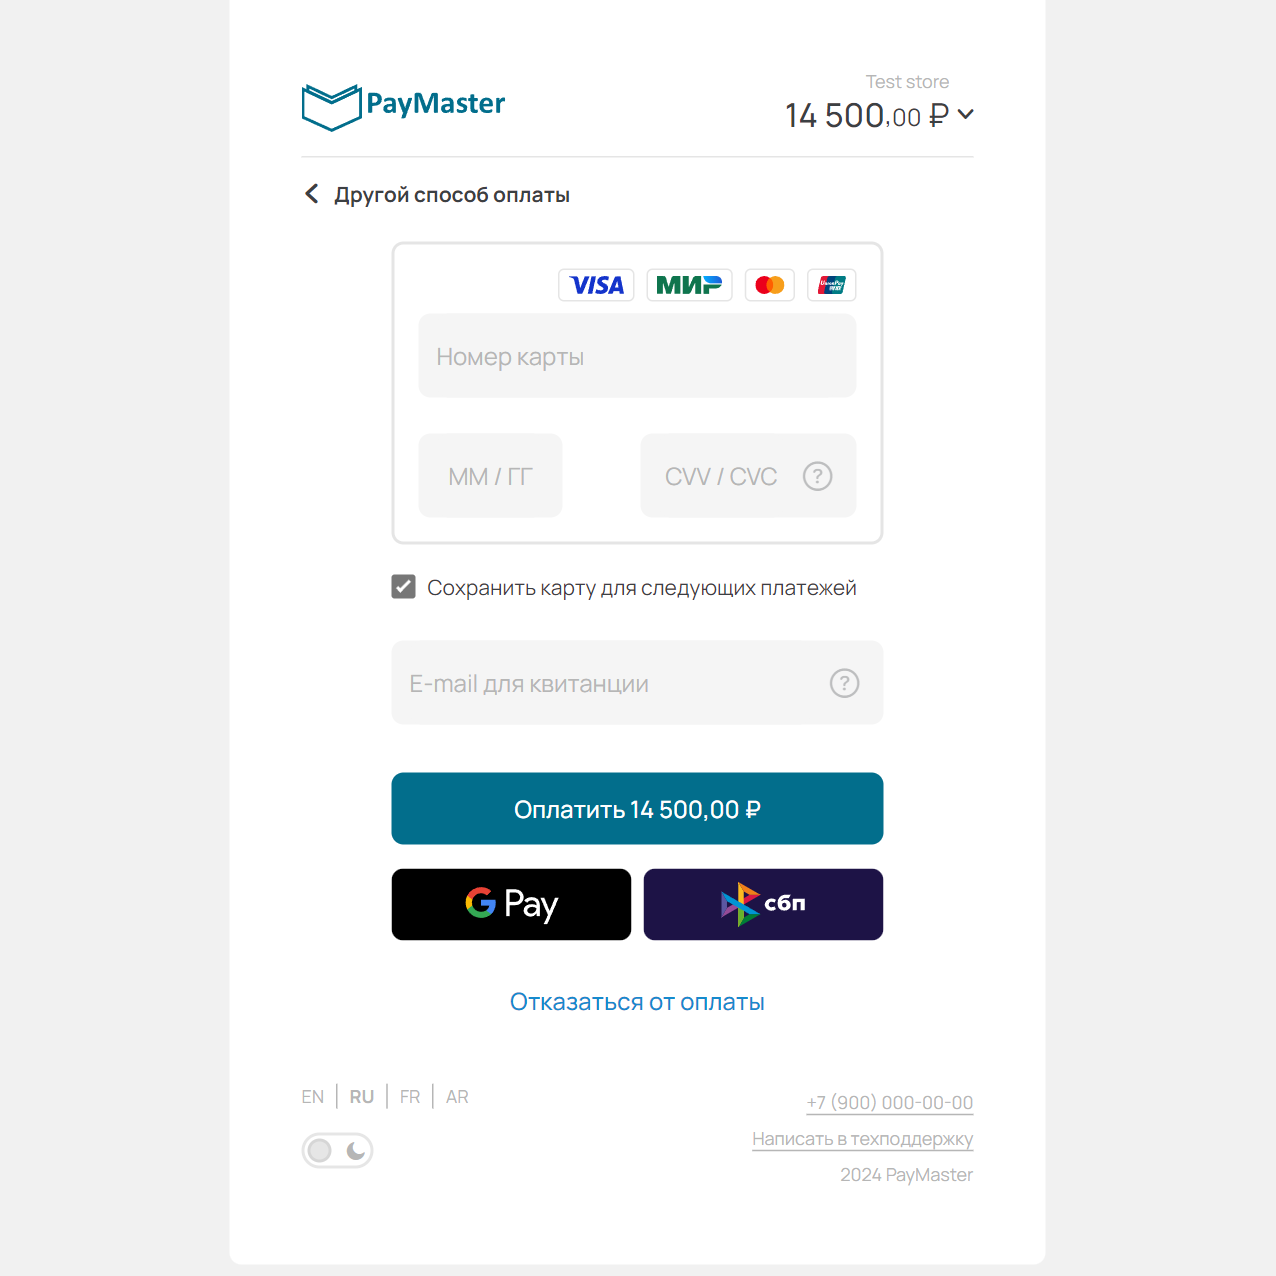 Test store
PayMaster
14 500,00 ₽
Другой способ оплаты
VISA МИР UnionPay
Номер карты
ММ / ГГ CVV / CVC ?
Сохранить карту для следующих платежей
E-mail для квитанции ?
Оплатить 14 500,00 ₽
G Pay сбп
Отказаться от оплаты
EN RU FR AR
+7 (900) 000-00-00
Написать в техподдержку
2024 PayMaster